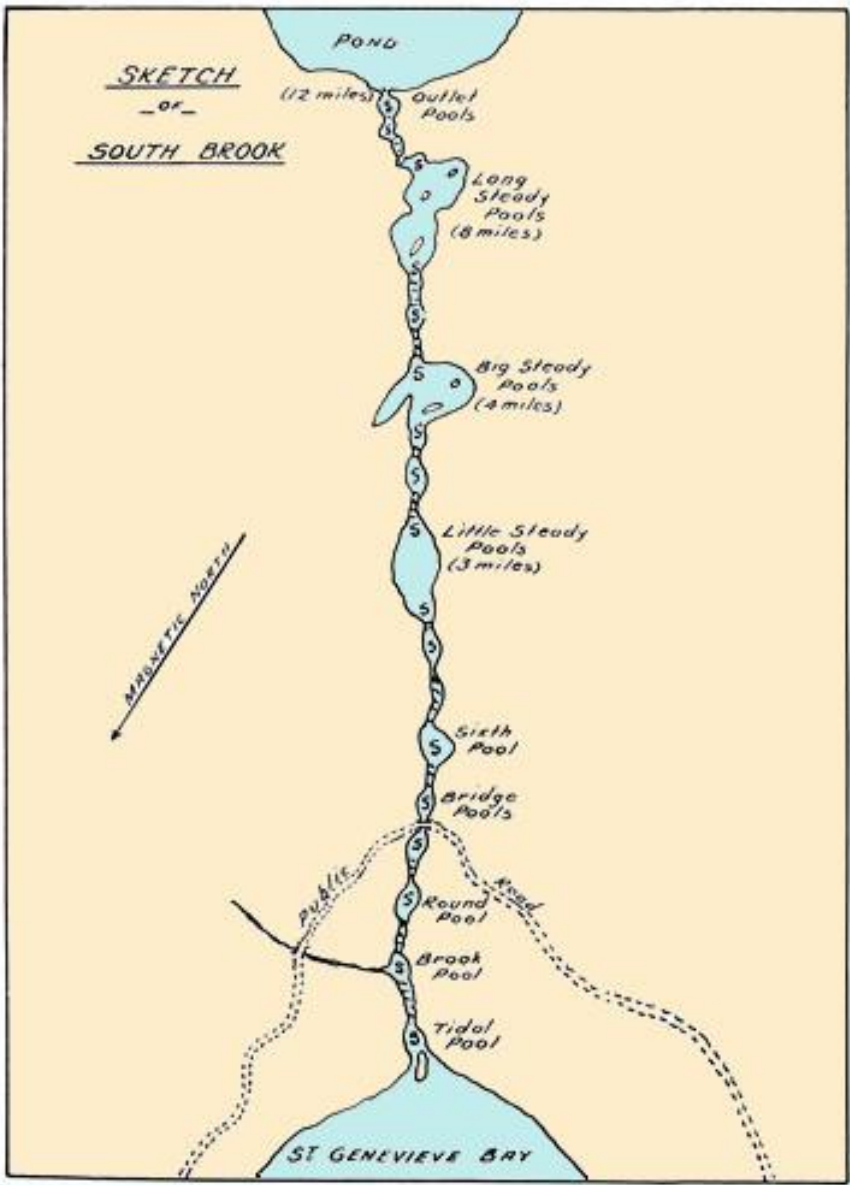 POND
SKETCH
— OF —
SOUTH BROOK
(12 miles)
Outlet
Pools
S
S
S
Long
Steady
Pools
(8 miles)
S
S
S
Big Steady
Pools
(4 miles)
S
S
S
Little Steady
Pools
(3 miles)
S
S
MAGNETIC NORTH
Sixth
Pool
S
S
Bridge
Pools
S
Public
Road
S
Round
Pool
S
Brook
Pool
S
Tidal
Pool
ST GENEVIEVE BAY